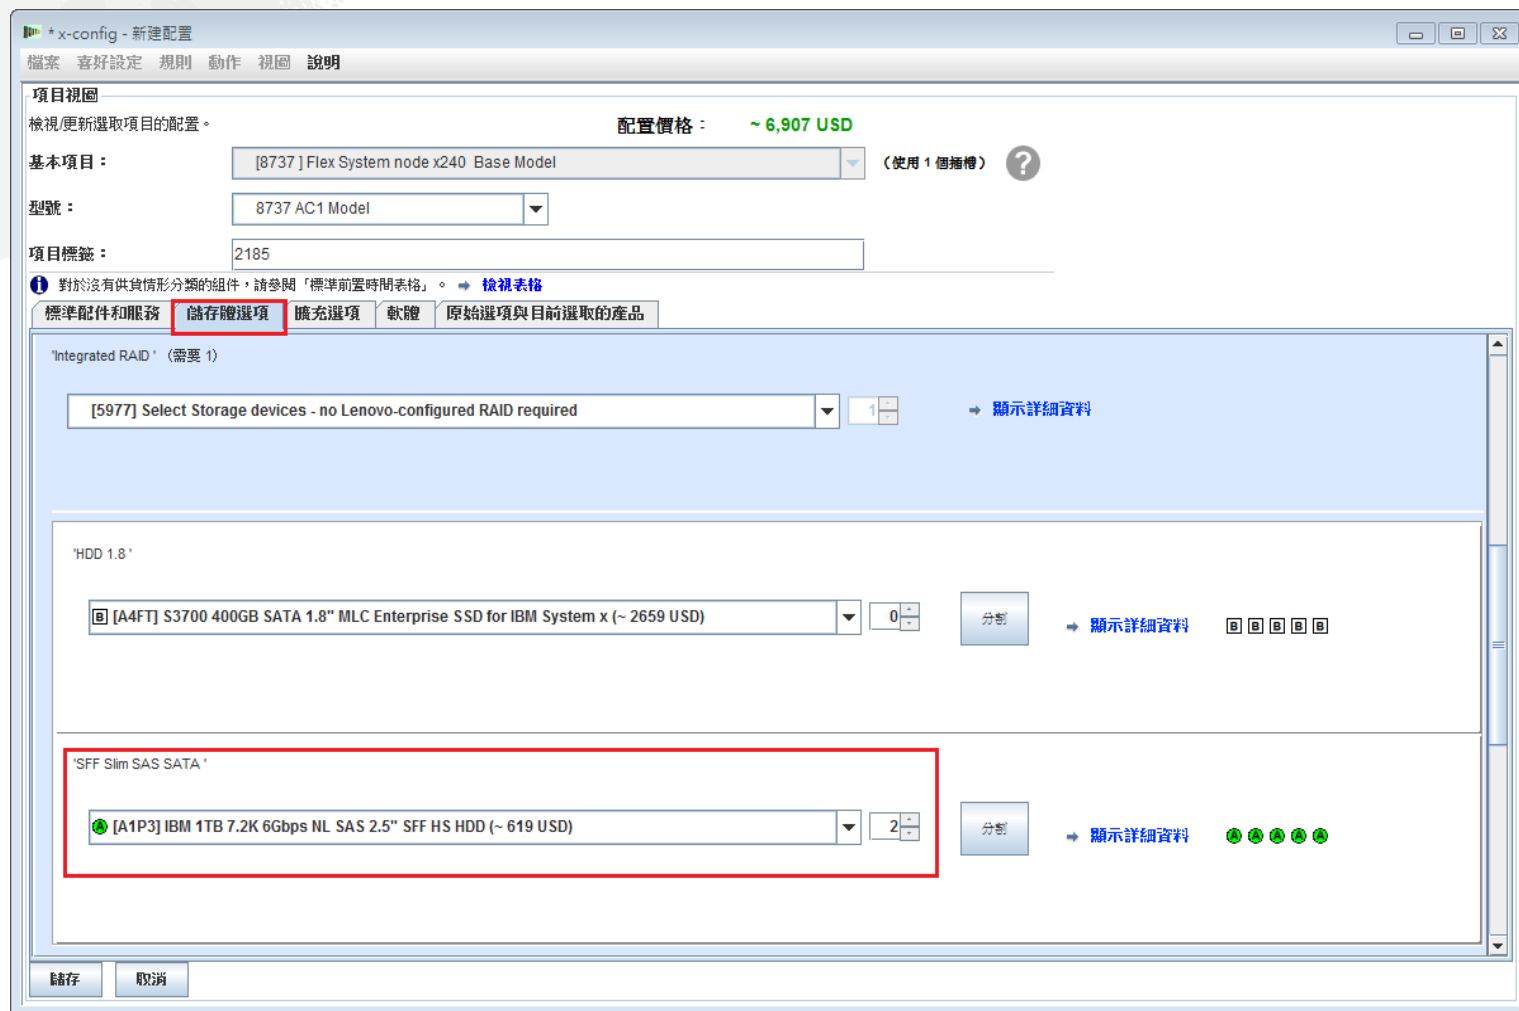 * x-config - 新建配置
檔案 喜好設定 規則 動作 視圖 說明
項目視圖
檢視/更新選取項目的配置。 配置價格： ~ 6,907 USD
基本項目： [8737 ] Flex System node x240 Base Model （使用 1 個插槽） ?
型號： 8737 AC1 Model
項目標籤： 2185
對於沒有供貨情形分類的組件，請參閱「標準前置時間表格」。 檢視表格
標準配件和服務 儲存體選項 擴充選項 軟體 原始選項與目前選取的產品
'Integrated RAID ' （需要 1）
[5977] Select Storage devices - no Lenovo-configured RAID required 1 顯示詳細資料
'HDD 1.8 '
B [A4FT] S3700 400GB SATA 1.8" MLC Enterprise SSD for IBM System x (~ 2659 USD) 0 分割 顯示詳細資料 B B B B B
'SFF Slim SAS SATA '
A [A1P3] IBM 1TB 7.2K 6Gbps NL SAS 2.5" SFF HS HDD (~ 619 USD) 2 分割 顯示詳細資料 A A A A A
儲存 取消